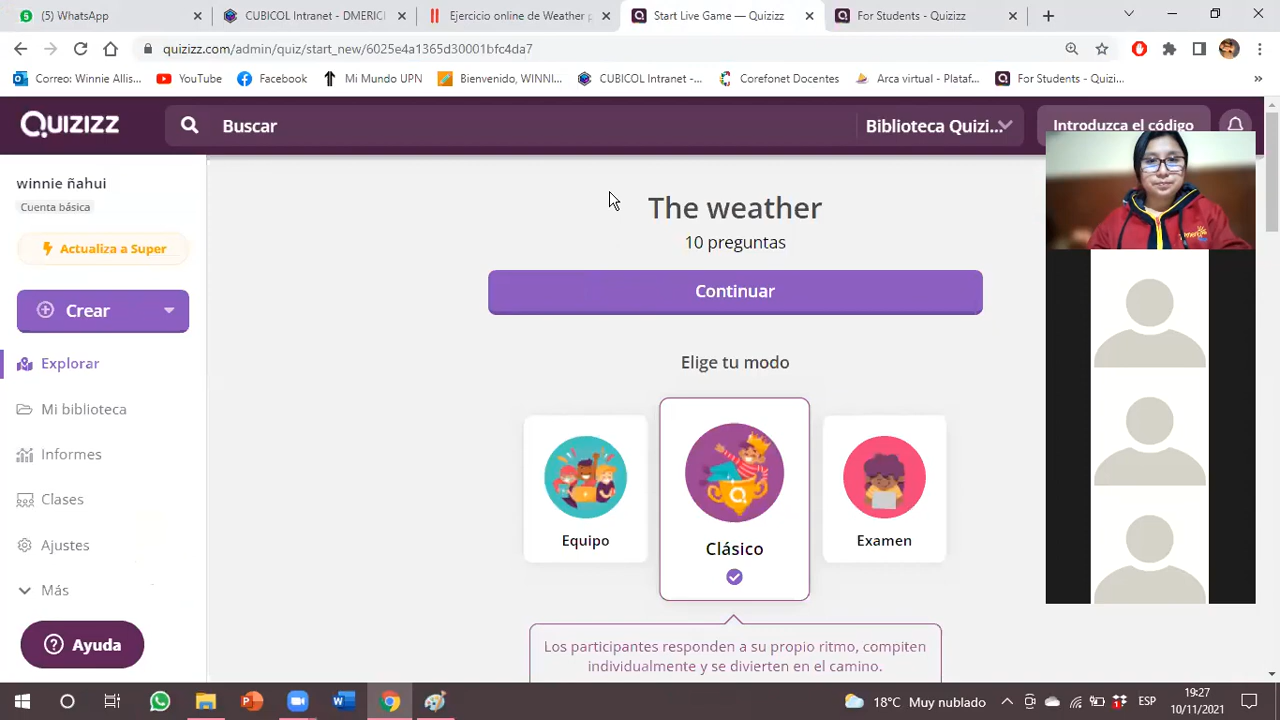 (5) WhatsApp
CUBICOL Intranet - DMERICI
Ejercicio online de Weather p
Start Live Game — Quizizz
For Students - Quizizz
quizizz.com/admin/quiz/start_new/6025e4a1365d30001bfc4da7
Correo: Winnie Allis...
YouTube
Facebook
Mi Mundo UPN
Bienvenido, WINNI...
CUBICOL Intranet -...
Corefonet Docentes
Arca virtual - Plataf...
For Students - Quizi...
Quizizz
Buscar
Biblioteca Quizi...
Introduzca el código
winnie ñahui
Cuenta básica
Actualiza a Super
Crear
Explorar
Mi biblioteca
Informes
Clases
Ajustes
Más
Ayuda
The weather
10 preguntas
Continuar
Elige tu modo
Equipo
Clásico
Examen
Los participantes responden a su propio ritmo, compiten
individualmente y se divierten en el camino.
18°C Muy nublado
ESP
19:27
10/11/2021